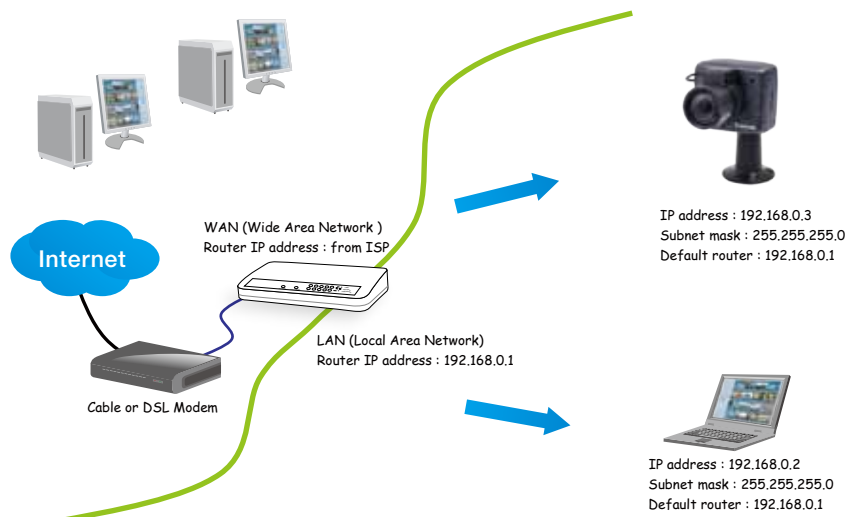 WAN (Wide Area Network )
Router IP address : from ISP
Internet
LAN (Local Area Network)
Router IP address : 192.168.0.1
Cable or DSL Modem
IP address : 192.168.0.3
Subnet mask : 255.255.255.0
Default router : 192.168.0.1
IP address : 192.168.0.2
Subnet mask : 255.255.255.0
Default router : 192.168.0.1